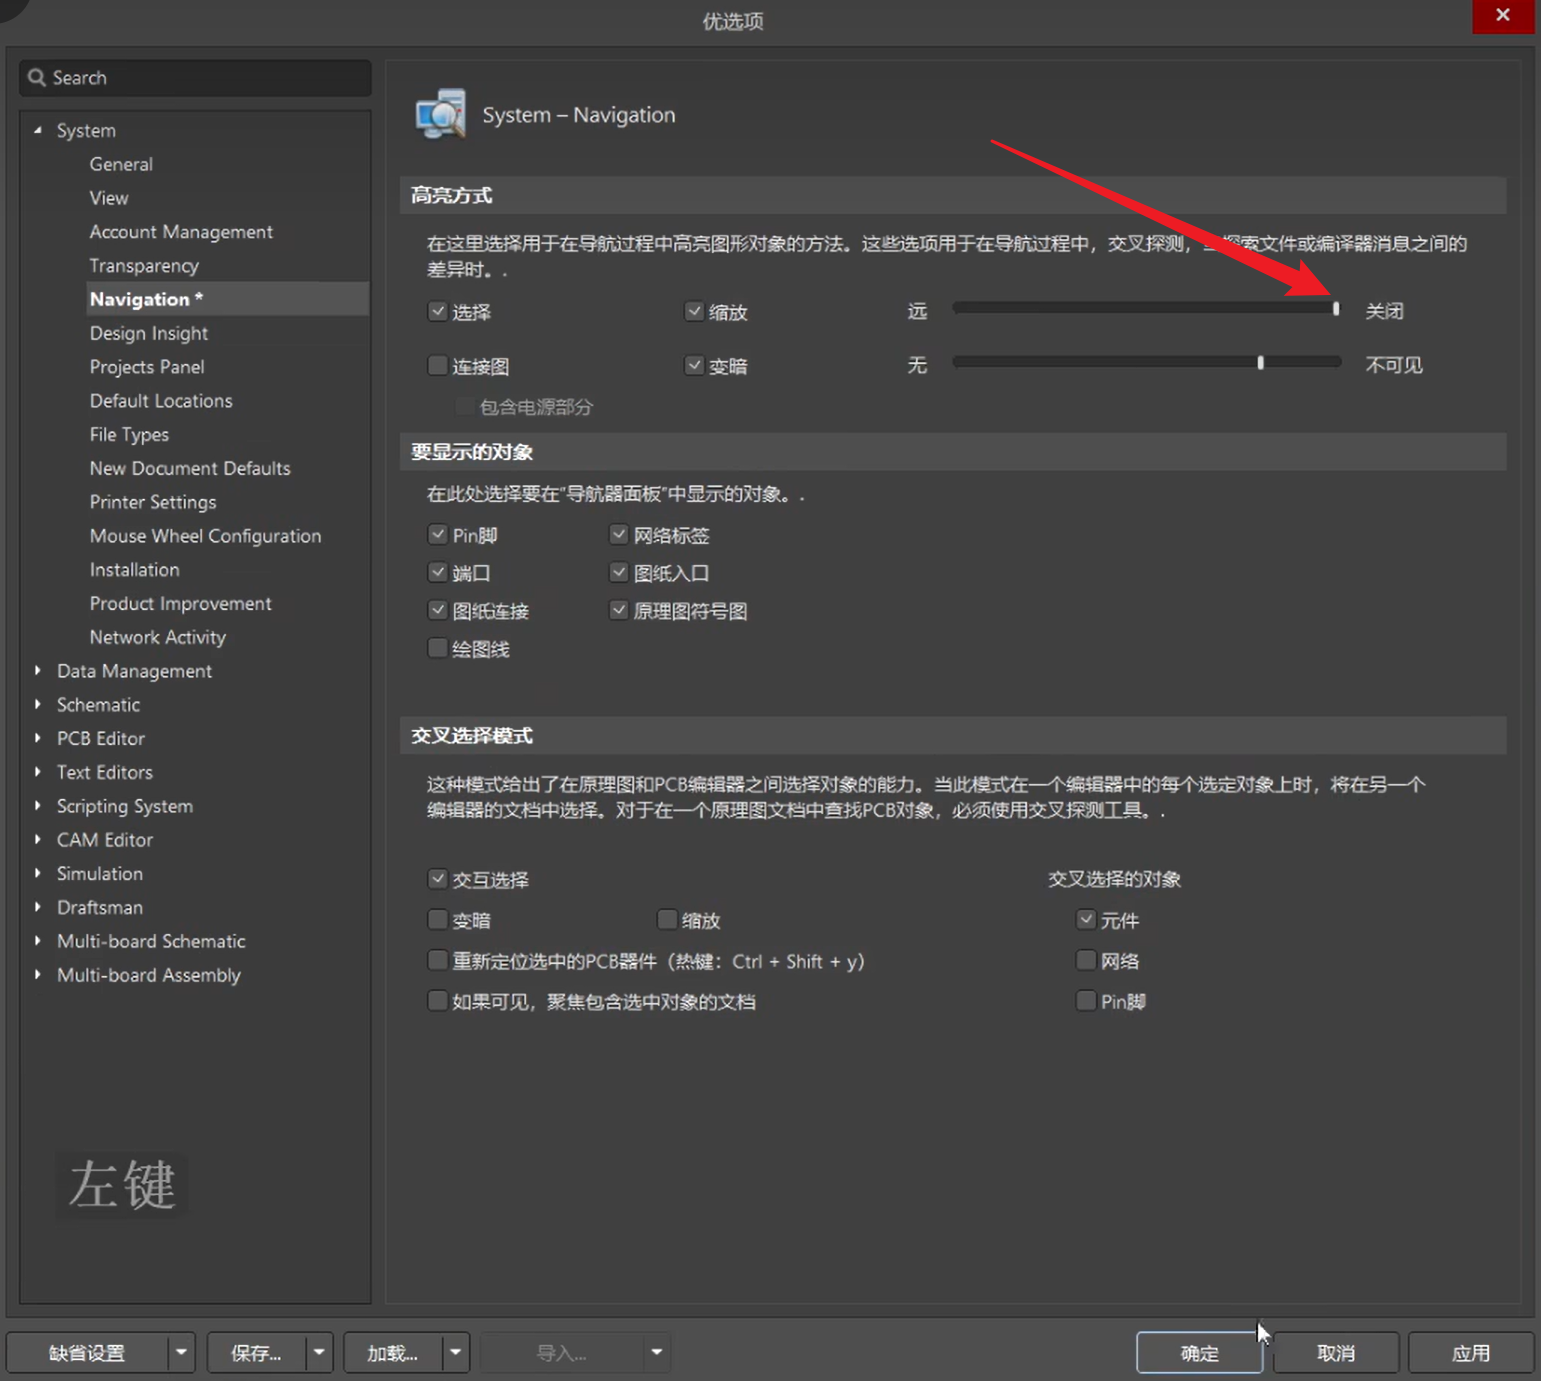 优选项
Search
System
General
View
Account Management
Transparency
Navigation *
Design Insight
Projects Panel
Default Locations
File Types
New Document Defaults
Printer Settings
Mouse Wheel Configuration
Installation
Product Improvement
Network Activity
Data Management
Schematic
PCB Editor
Text Editors
Scripting System
CAM Editor
Simulation
Draftsman
Multi-board Schematic
Multi-board Assembly
左键
System – Navigation
高亮方式
在这里选择用于在导航过程中高亮图形对象的方法。这些选项用于在导航过程中，交叉探测，探索文件或编译器消息之间的
差异时。.
选择 缩放 远 关闭
连接图 变暗 无 不可见
包含电源部分
要显示的对象
在此处选择要在"导航器面板"中显示的对象。.
Pin脚 网络标签
端口 图纸入口
图纸连接 原理图符号图
绘图线
交叉选择模式
这种模式给出了在原理图和PCB编辑器之间选择对象的能力。当此模式在一个编辑器中的每个选定对象上时，将在另一个
编辑器的文档中选择。对于在一个原理图文档中查找PCB对象，必须使用交叉探测工具。.
交互选择 交叉选择的对象
变暗 缩放 元件
重新定位选中的PCB器件（热键：Ctrl + Shift + y） 网络
如果可见，聚焦包含选中对象的文档 Pin脚
缺省设置 保存... 加载... 导入... 确定 取消 应用